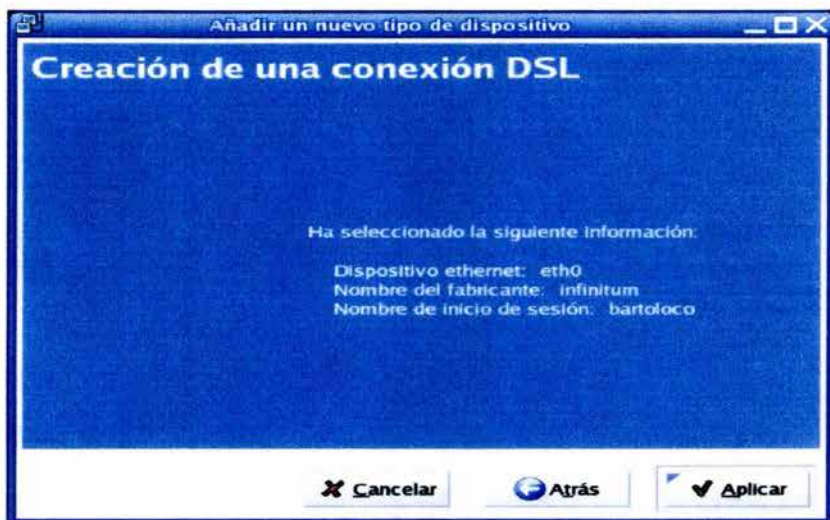 Añadir un nuevo tipo de dispositivo
Creación de una conexión DSL
Ha seleccionado la siguiente información:
Dispositivo ethernet: eth0
Nombre del fabricante: infinitum
Nombre de inicio de sesión: bartoloco
Cancelar
Atrás
Aplicar